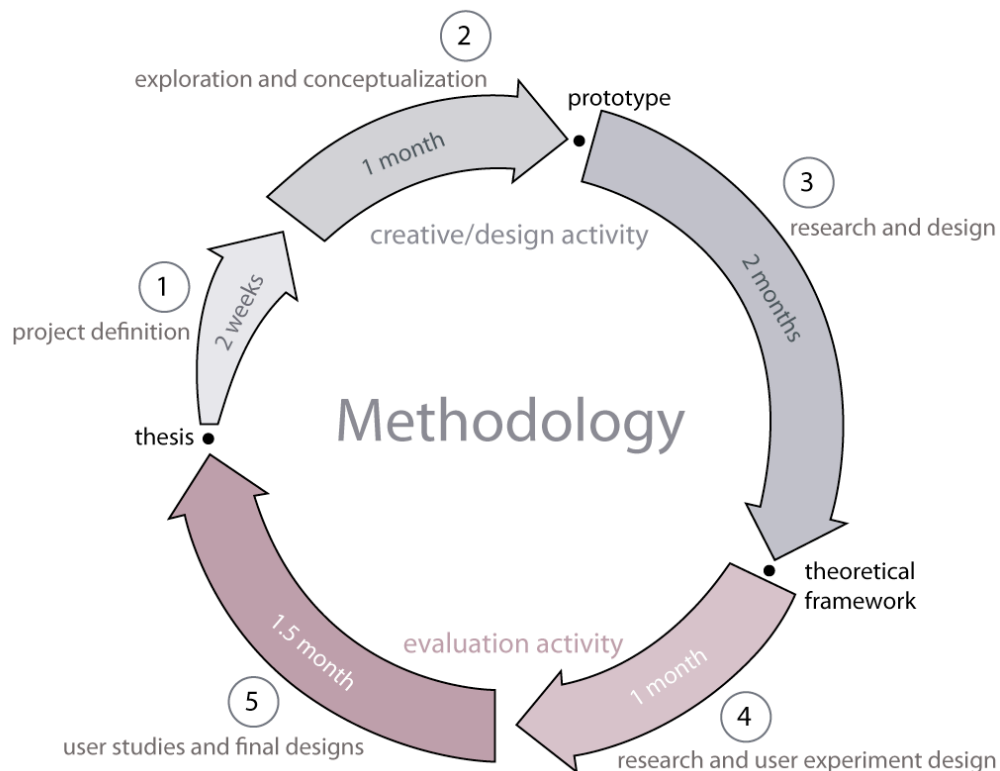 2
exploration and conceptualization
prototype
1 month
3
creative/design activity
research and design
1
2 weeks
2 months
project definition
Methodology
thesis
theoretical
framework
evaluation activity
1.5 month
1 month
5
4
user studies and final designs
research and user experiment design